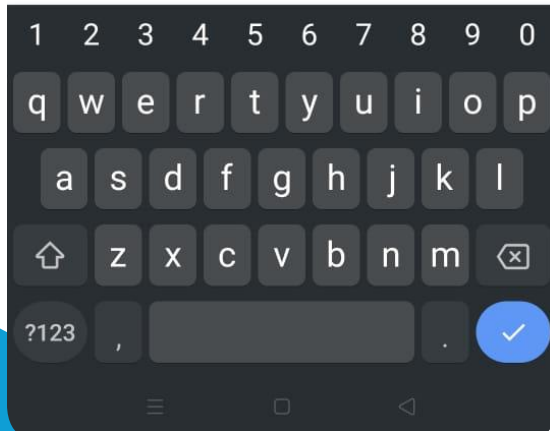 1 2 3 4 5 6 7 8 9 0
q w e r t y u i o p
a s d f g h j k l
z x c v b n m
?123 , .